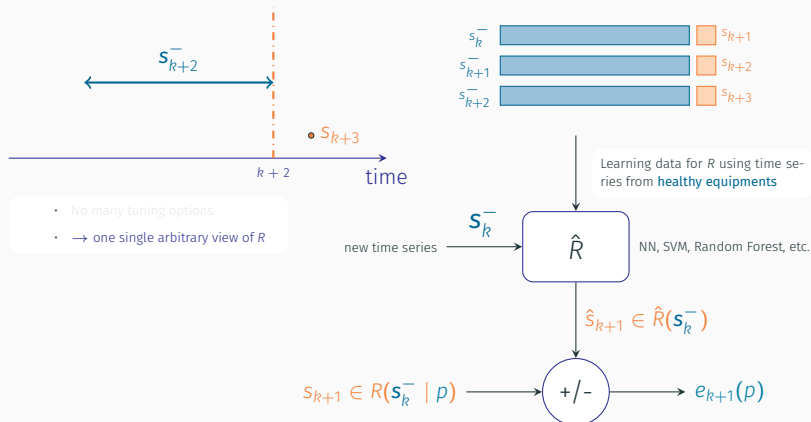 s⁻ₖ₊₂
sₖ₊₃
k + 2
time
· No many tuning options
· → one single arbitrary view of R
s⁻ₖ sₖ₊₁
s⁻ₖ₊₁ sₖ₊₂
s⁻ₖ₊₂ sₖ₊₃
Learning data for R using time se-
ries from healthy equipments
s⁻ₖ
new time series
R̂
NN, SVM, Random Forest, etc.
ŝₖ₊₁ ∈ R̂(s⁻ₖ)
sₖ₊₁ ∈ R(s⁻ₖ | p)
+/-
eₖ₊₁(p)